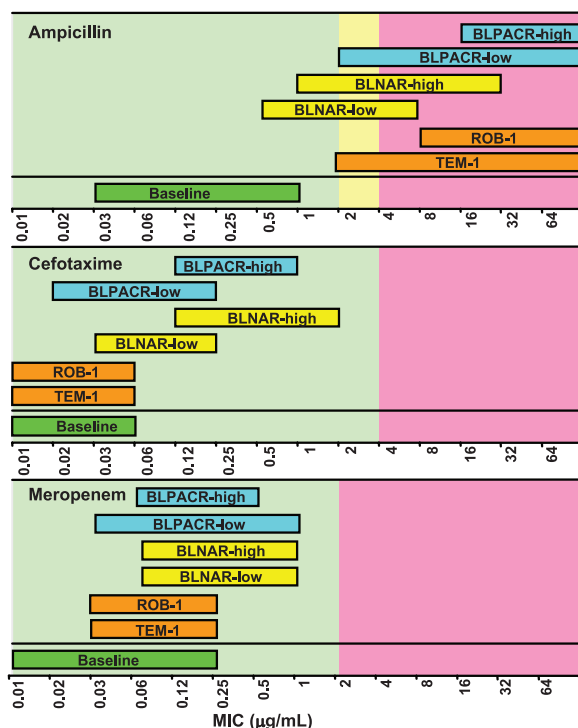 Ampicillin
BLPACR-high
BLPACR-low
BLNAR-high
BLNAR-low
ROB-1
TEM-1
Baseline
0.01 0.02 0.03 0.06 0.12 0.25 0.5 1 2 4 8 16 32 64
Cefotaxime
BLPACR-high
BLPACR-low
BLNAR-high
BLNAR-low
ROB-1
TEM-1
Baseline
0.01 0.02 0.03 0.06 0.12 0.25 0.5 1 2 4 8 16 32 64
Meropenem
BLPACR-high
BLPACR-low
BLNAR-high
BLNAR-low
ROB-1
TEM-1
Baseline
0.01 0.02 0.03 0.06 0.12 0.25 0.5 1 2 4 8 16 32 64
MIC (µg/mL)